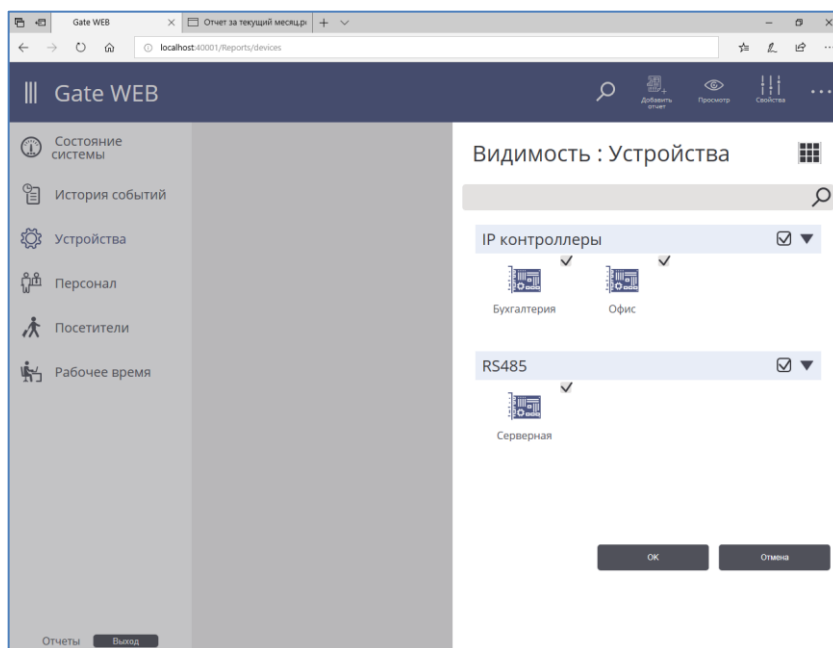 Gate WEB
Отчет за текущий месяц.р
localhost:40001/Reports/devices
Gate WEB
Добавить
отчет
Просмотр
Свойства
Состояние
системы
История событий
Устройства
Персонал
Посетители
Рабочее время
Отчеты
Выход
Видимость : Устройства
IP контроллеры
Бухгалтерия
Офис
RS485
Серверная
OK
Отмена